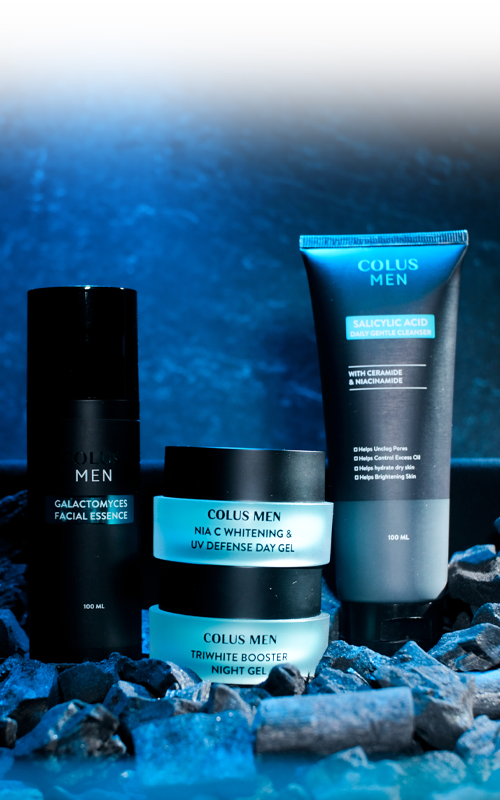 COLUS
MEN
GALACTOMYCES
FACIAL ESSENCE
100 ML
COLUS MEN
NIA C WHITENING &
UV DEFENSE DAY GEL
COLUS MEN
TRIWHITE BOOSTER
NIGHT GEL
COLUS
MEN
SALICYLIC ACID
DAILY GENTLE CLEANSER
WITH CERAMIDE
& NIACINAMIDE
Helps Unclog Pores
Helps Control Excess Oil
Helps hydrate dry skin
Helps Brightening Skin
100 ML